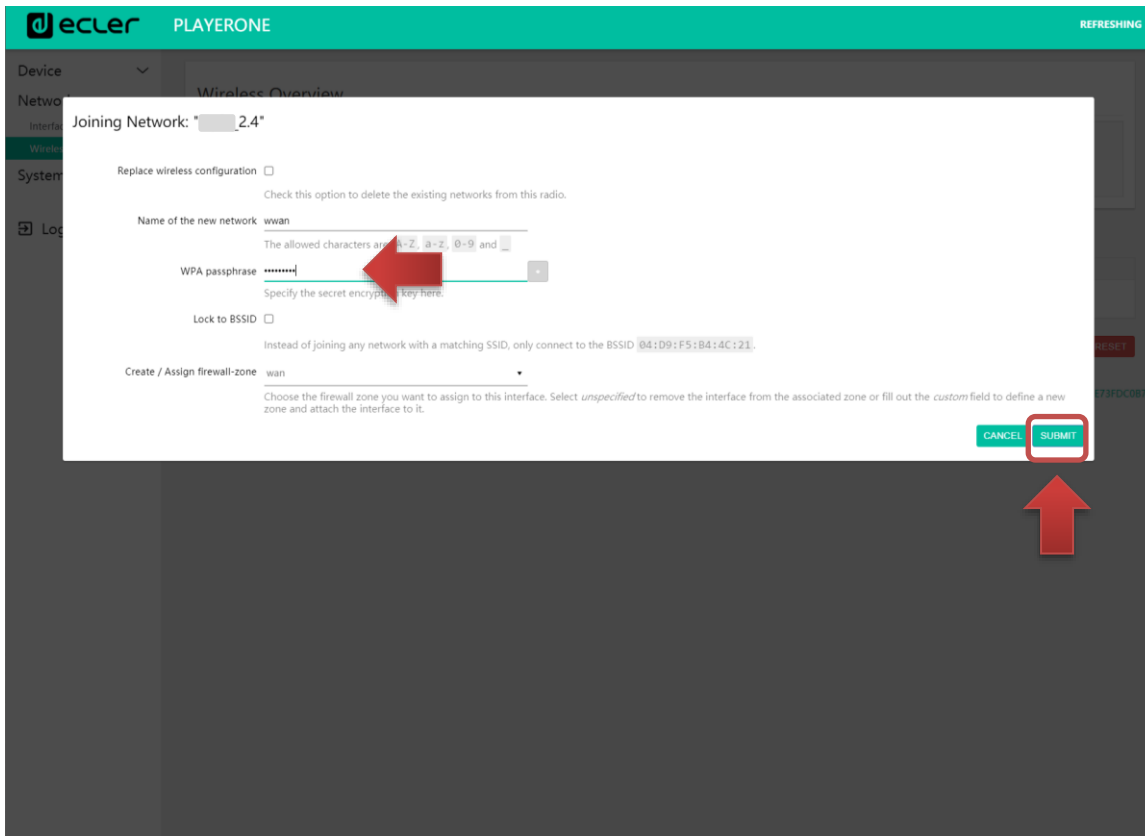 ecler PLAYERONE REFRESHING
Device
Wireless Overview
Joining Network: " _2.4"
System
Replace wireless configuration
Check this option to delete the existing networks from this radio.
Name of the new network wwan
The allowed characters are A-Z, a-z, 0-9 and _
WPA passphrase •••••••••
Specify the secret encryption key here.
Lock to BSSID
Instead of joining any network with a matching SSID, only connect to the BSSID 04:D9:F5:B4:4C:21.
RESET
Create / Assign firewall-zone wan
Choose the firewall zone you want to assign to this interface. Select unspecified to remove the interface from the associated zone or fill out the custom field to define a new
zone and attach the interface to it.
CANCEL SUBMIT